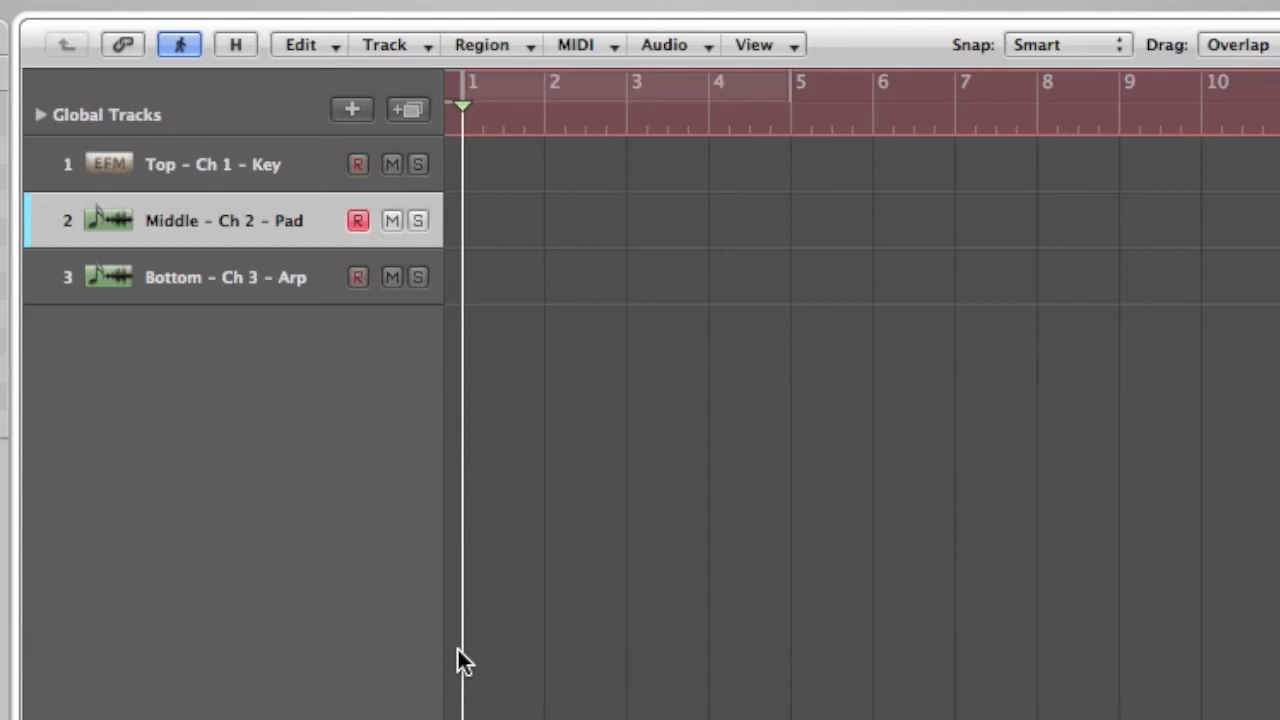 H Edit Track Region MIDI Audio View Snap: Smart Drag: Overlap
1 2 3 4 5 6 7 8 9 10
Global Tracks
1 EFM Top - Ch 1 - Key R M S
2 Middle - Ch 2 - Pad R M S
3 Bottom - Ch 3 - Arp R M S